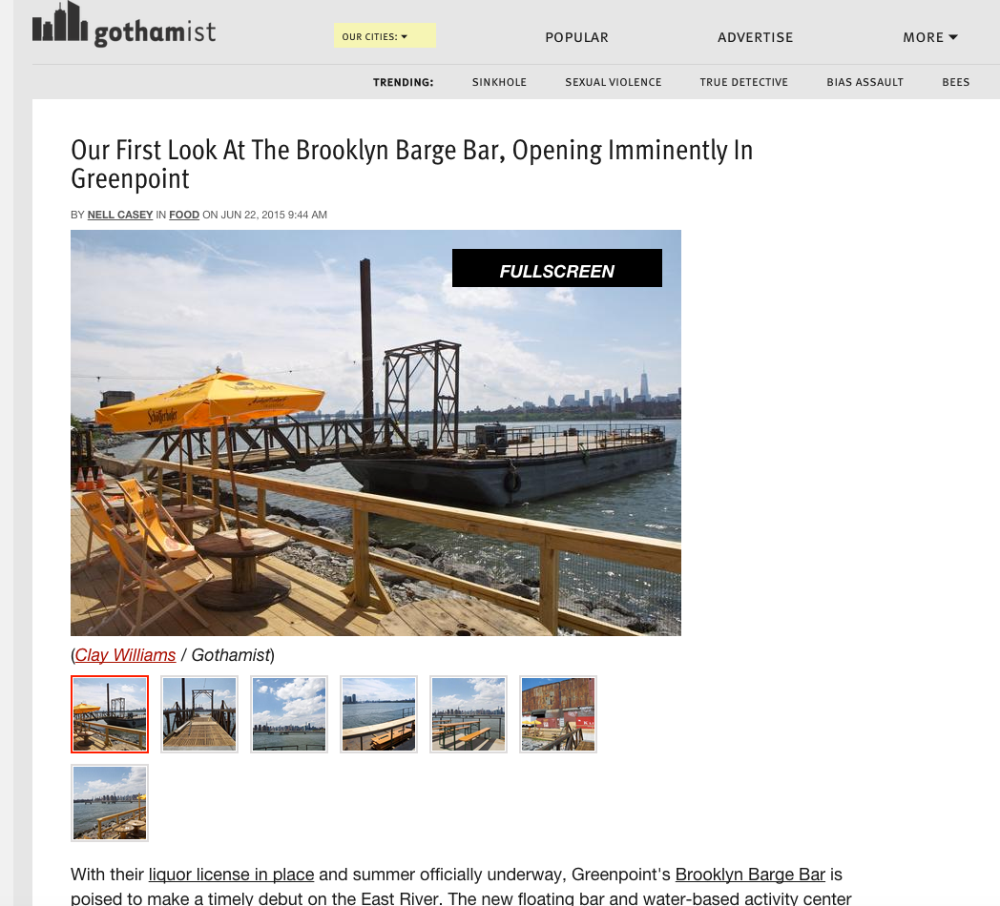 gothamist
OUR CITIES:
POPULAR
ADVERTISE
MORE
TRENDING:
SINKHOLE
SEXUAL VIOLENCE
TRUE DETECTIVE
BIAS ASSAULT
BEES
Our First Look At The Brooklyn Barge Bar, Opening Imminently In
Greenpoint
BY NELL CASEY IN FOOD ON JUN 22, 2015 9:44 AM
FULLSCREEN
Schöfferhofer
(Clay Williams / Gothamist)
With their liquor license in place and summer officially underway, Greenpoint's Brooklyn Barge Bar is
poised to make a timely debut on the East River. The new floating bar and water-based activity center